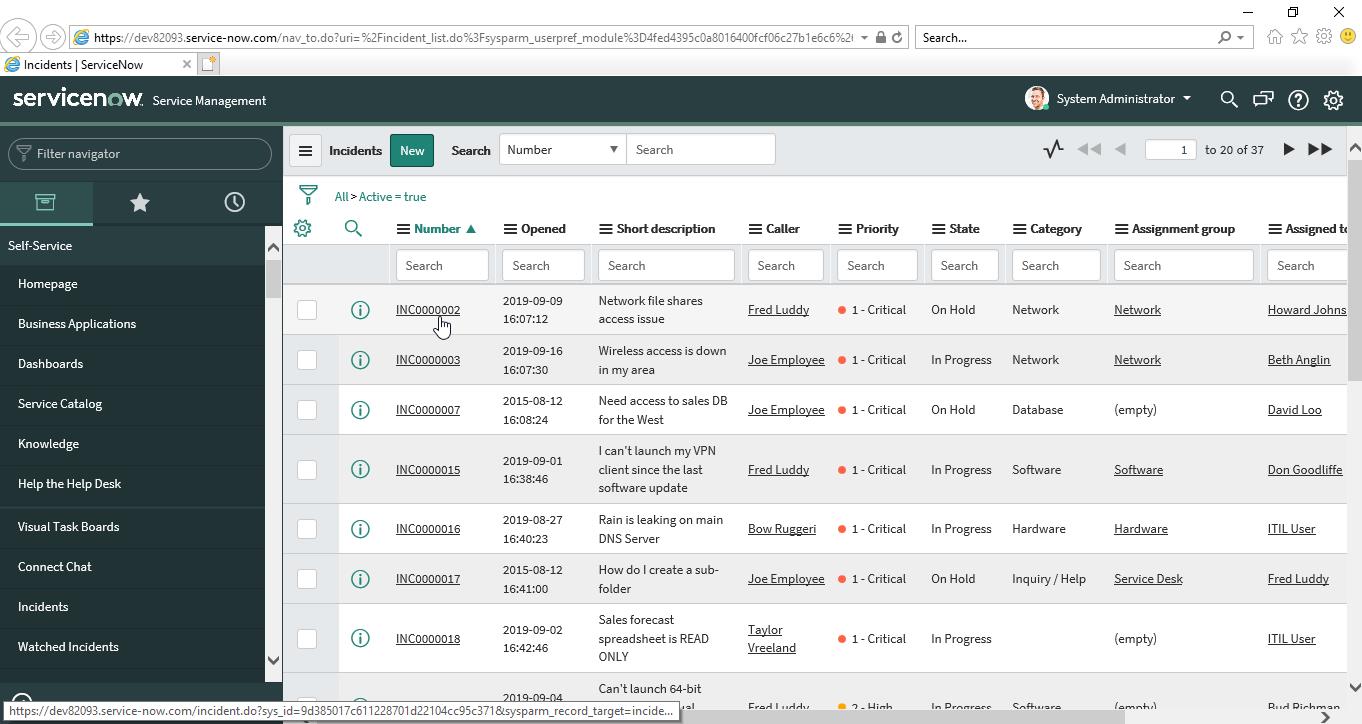 https://dev82093.service-now.com/nav_to.do?uri=%2Fincident_list.do%3Fsysparm_userpref_module%3D4fed4395c0a8016400fcf06c27b1e6c6%2
Search...
Incidents | ServiceNow
servicenow. Service Management
System Administrator
Filter navigator
Incidents New Search Number Search 1 to 20 of 37
All > Active = true
Self-Service
Homepage
Business Applications
Dashboards
Service Catalog
Knowledge
Help the Help Desk
Visual Task Boards
Connect Chat
Incidents
Watched Incidents
Number Opened Short description Caller Priority State Category Assignment group Assigned to
Search Search Search Search Search Search Search Search Search
INC0000002 2019-09-09 16:07:12 Network file shares access issue Fred Luddy 1 - Critical On Hold Network Network Howard Johns
INC0000003 2019-09-16 16:07:30 Wireless access is down in my area Joe Employee 1 - Critical In Progress Network Network Beth Anglin
INC0000007 2015-08-12 16:08:24 Need access to sales DB for the West Joe Employee 1 - Critical On Hold Database (empty) David Loo
INC0000015 2019-09-01 16:38:46 I can't launch my VPN client since the last software update Fred Luddy 1 - Critical In Progress Software Software Don Goodliffe
INC0000016 2019-08-27 16:40:23 Rain is leaking on main DNS Server Bow Ruggeri 1 - Critical In Progress Hardware Hardware ITIL User
INC0000017 2015-08-12 16:41:00 How do I create a sub-folder Joe Employee 1 - Critical On Hold Inquiry / Help Service Desk Fred Luddy
INC0000018 2019-09-02 16:42:46 Sales forecast spreadsheet is READ ONLY Taylor Vreeland 1 - Critical In Progress (empty) ITIL User
2019-09-04 Can't launch 64-bit Fred Luddy 2 - High In Progress (empty) Bud Richman
https://dev82093.service-now.com/incident.do?sys_id=9d385017c611228701d22104cc95c371&sysparm_record_target=incide...